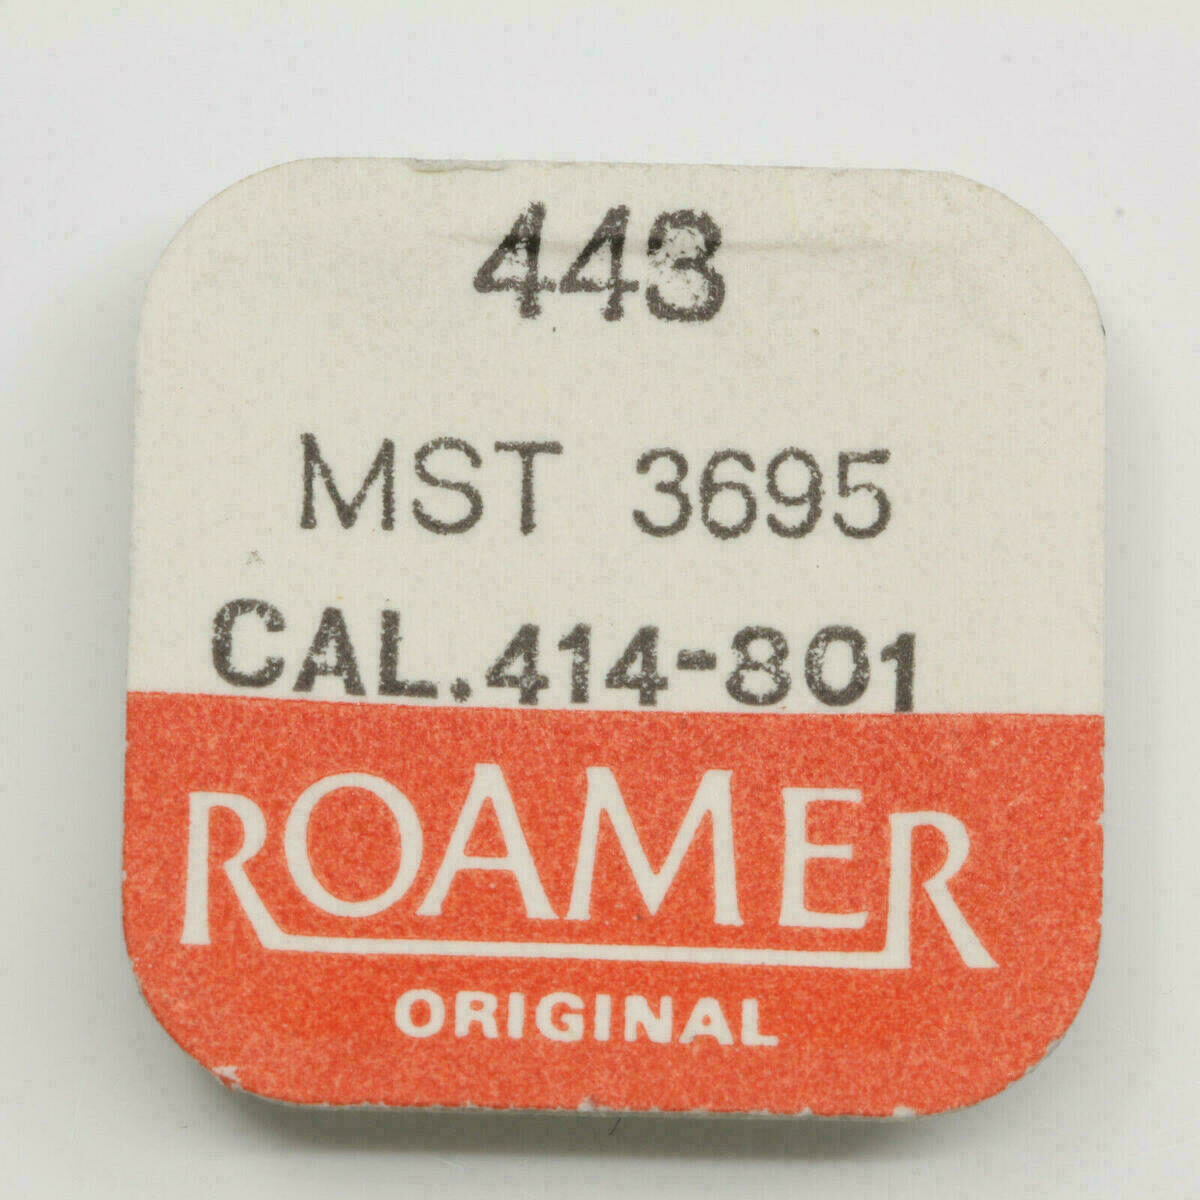 443
MST 3695
CAL.414-801
ROAMER
ORIGINAL